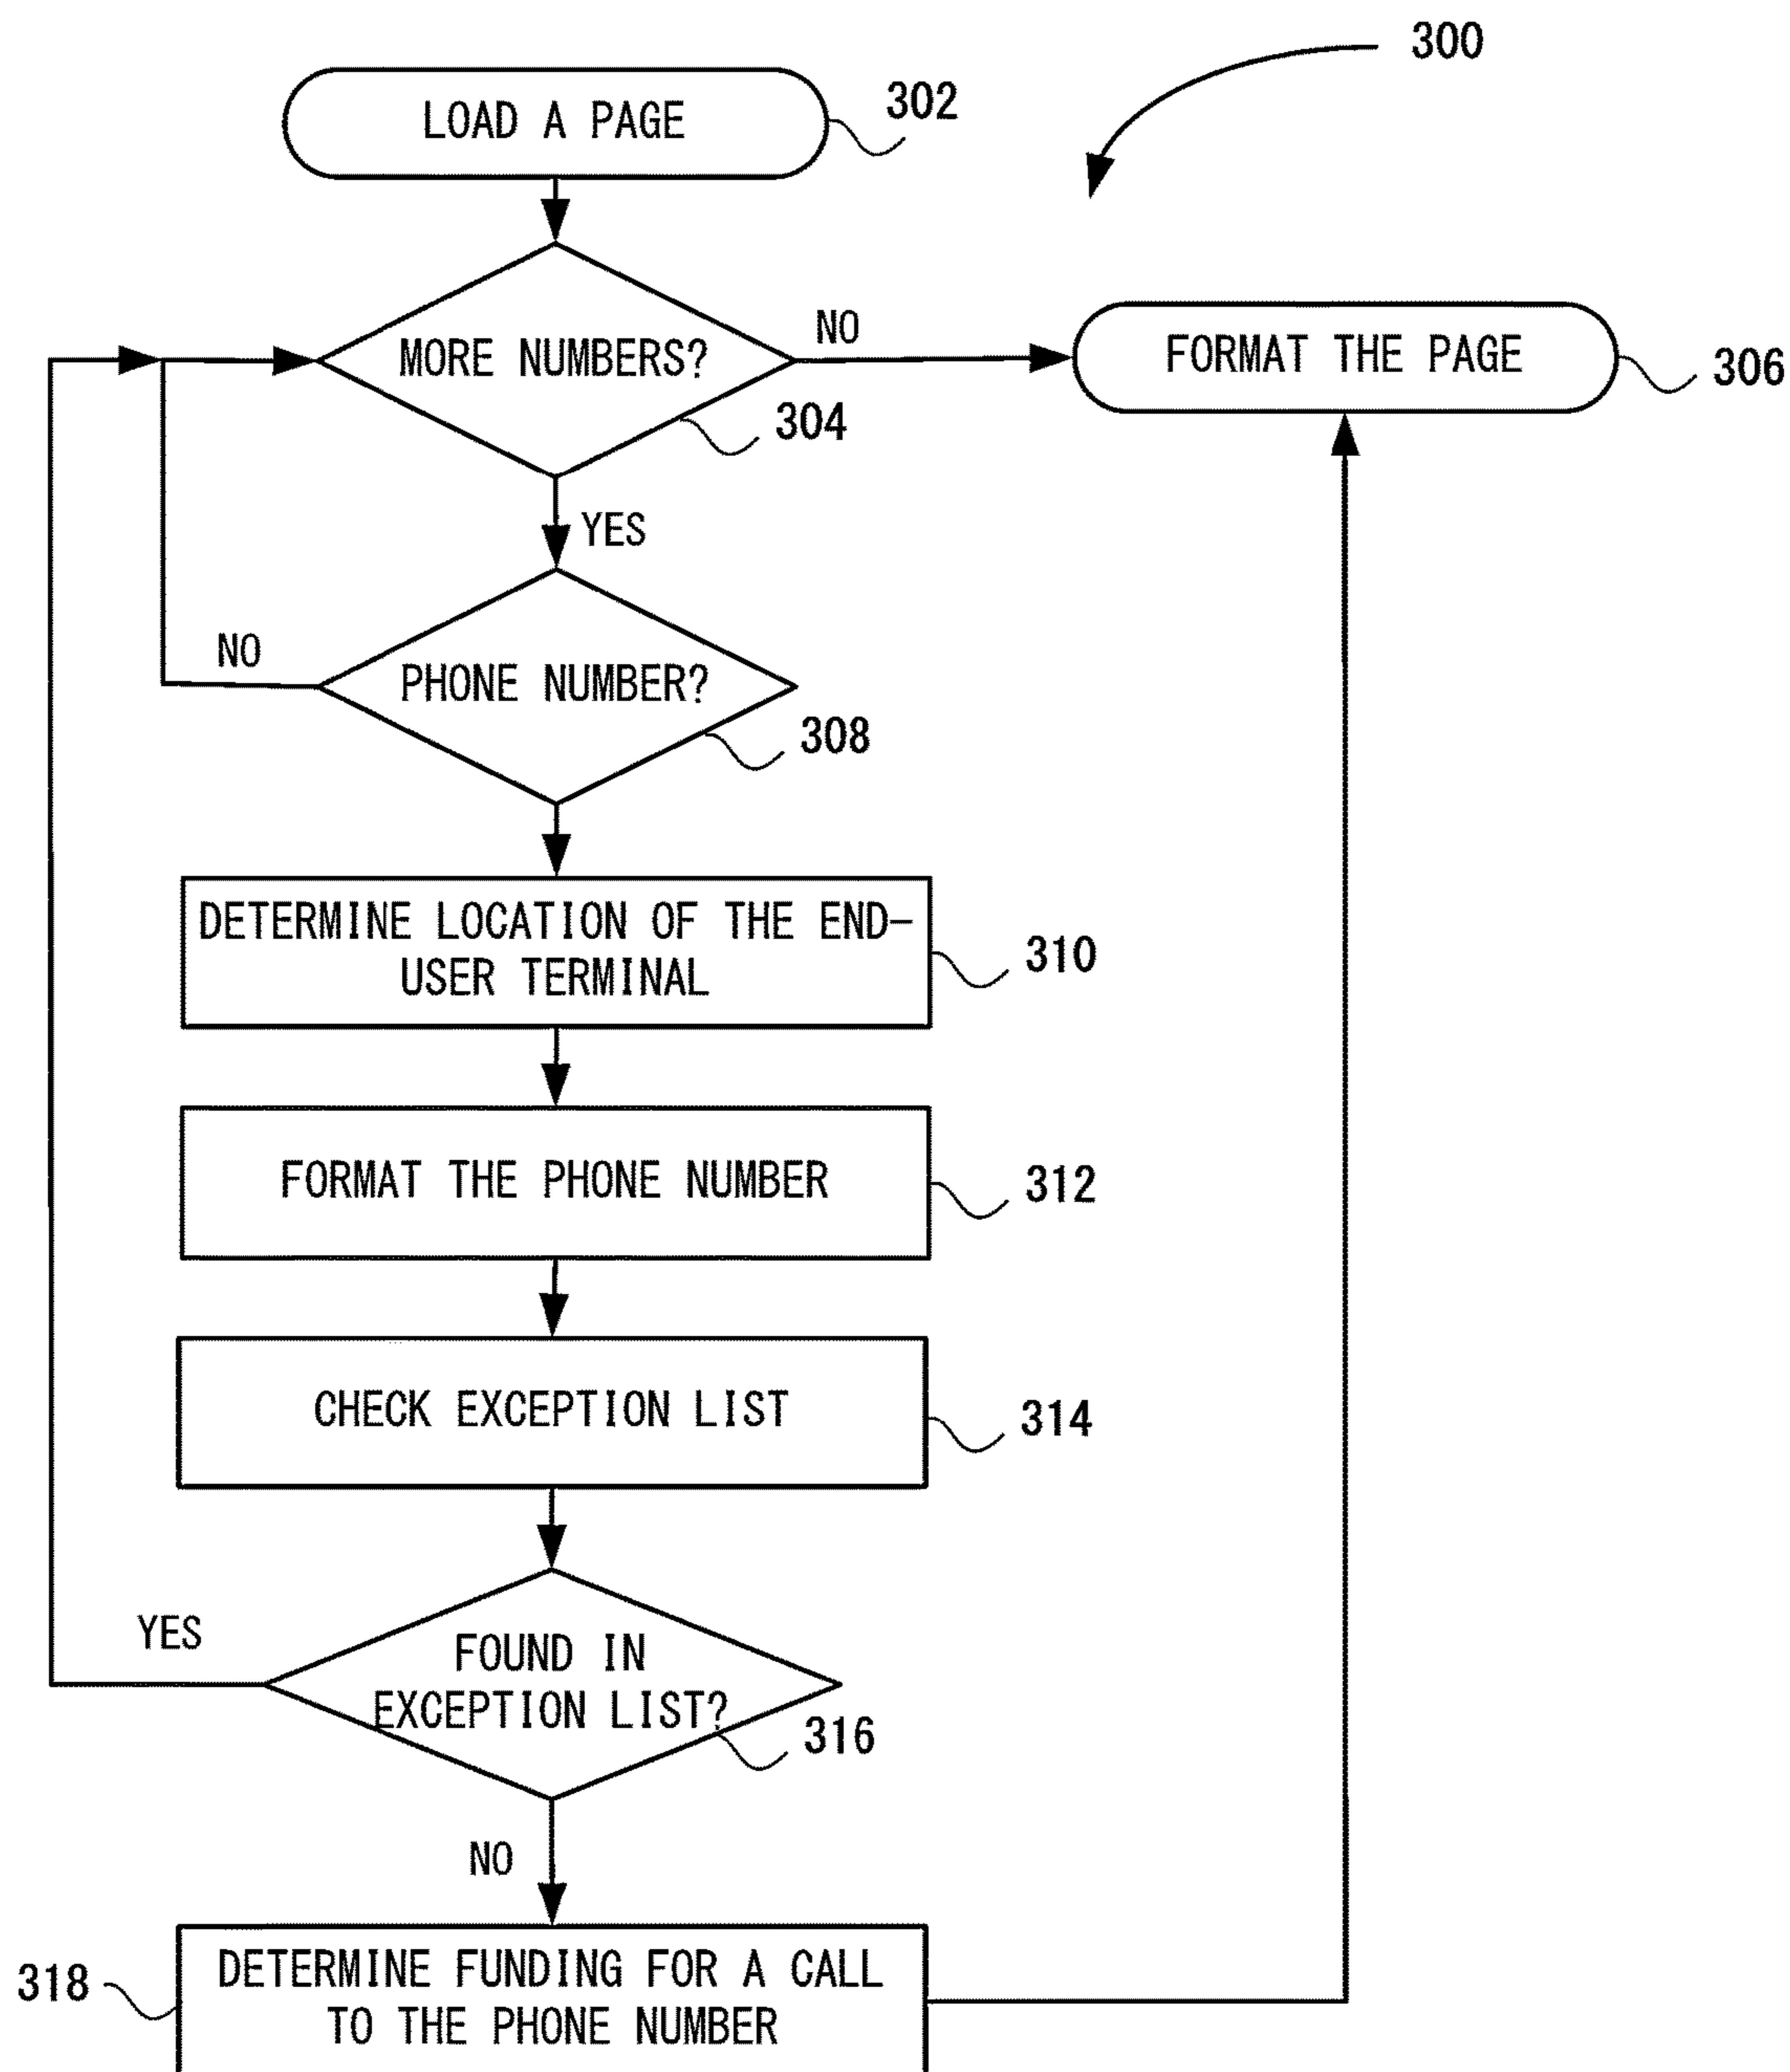 300
LOAD A PAGE
302
MORE NUMBERS?
304
NO
FORMAT THE PAGE
306
YES
NO
PHONE NUMBER?
308
DETERMINE LOCATION OF THE END-
USER TERMINAL
310
FORMAT THE PHONE NUMBER
312
CHECK EXCEPTION LIST
314
YES
FOUND IN
EXCEPTION LIST?
316
NO
318
DETERMINE FUNDING FOR A CALL
TO THE PHONE NUMBER